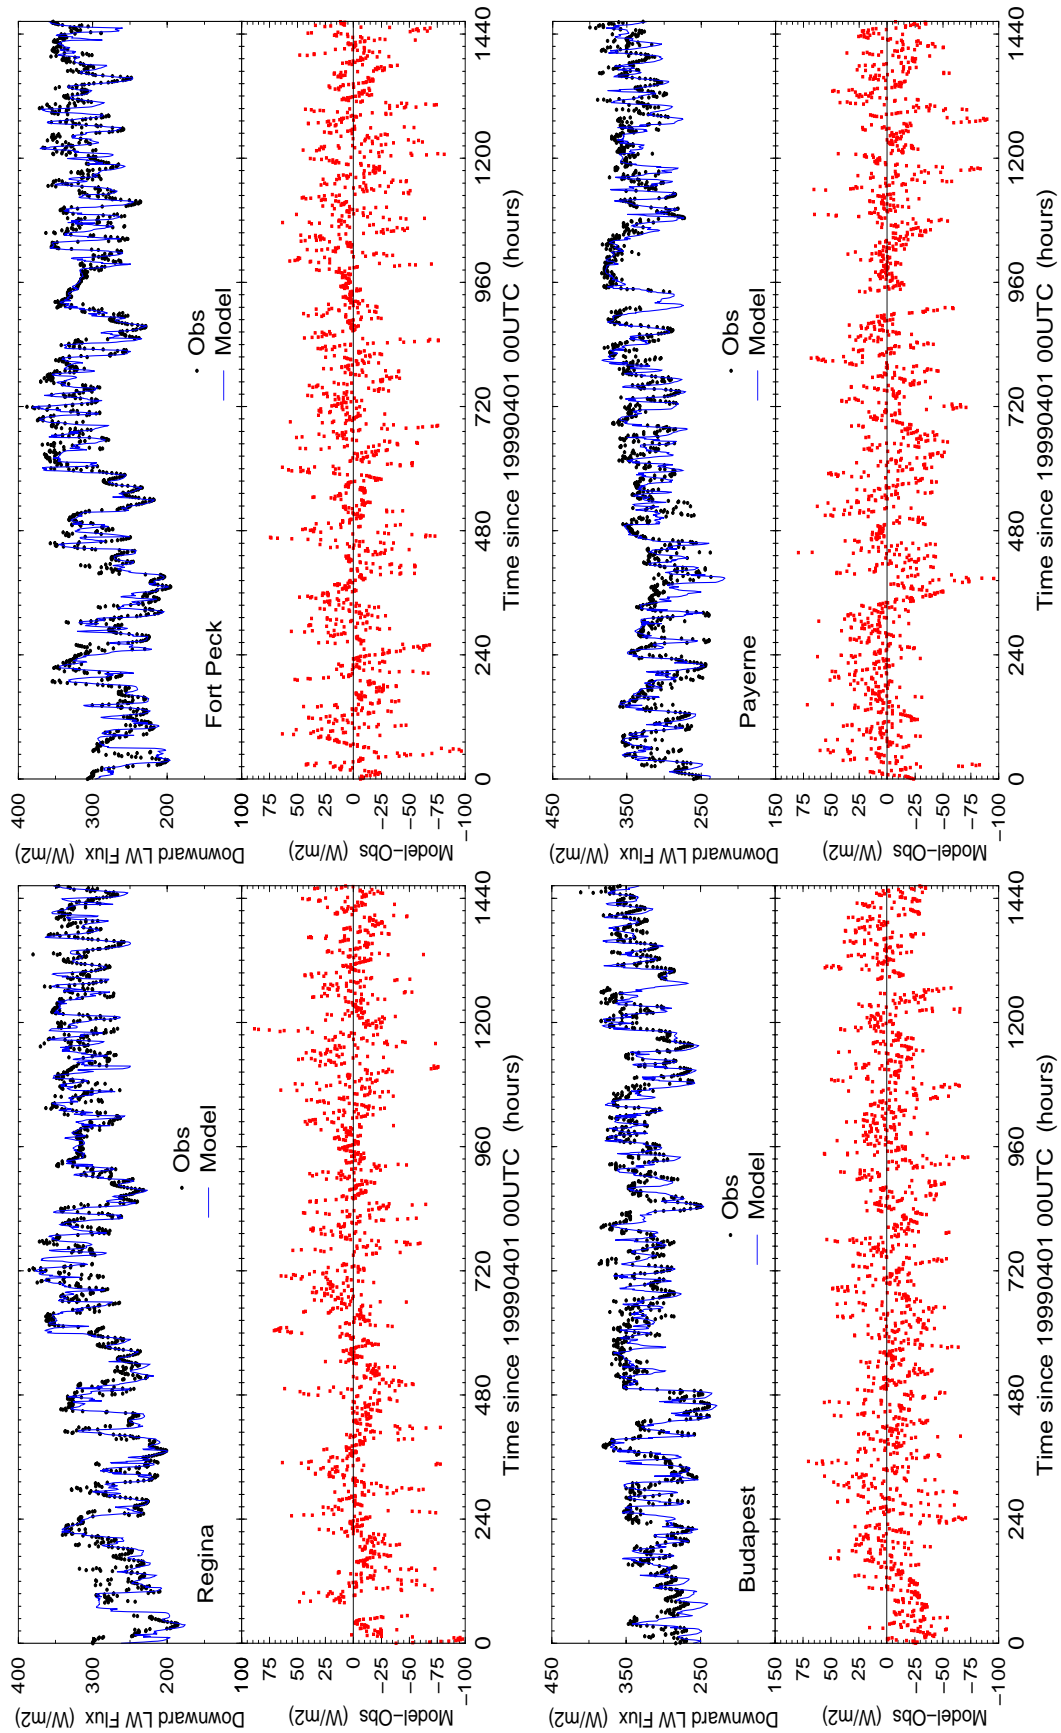 Downward LW Flux (W/m2)
400
300
200
100
Regina
Obs
Model
Model−Obs (W/m2)
75
50
25
0
−25
−50
−75
−100
0 240 480 720 960 1200 1440
Time since 19990401 00UTC (hours)
Downward LW Flux (W/m2)
400
300
200
100
Fort Peck
Obs
Model
Model−Obs (W/m2)
75
50
25
0
−25
−50
−75
−100
0 240 480 720 960 1200 1440
Time since 19990401 00UTC (hours)
Downward LW Flux (W/m2)
450
350
250
150
Budapest
Obs
Model
Model−Obs (W/m2)
75
50
25
0
−25
−50
−75
−100
0 240 480 720 960 1200 1440
Time since 19990401 00UTC (hours)
Downward LW Flux (W/m2)
450
350
250
150
Payerne
Obs
Model
Model−Obs (W/m2)
75
50
25
0
−25
−50
−75
−100
0 240 480 720 960 1200 1440
Time since 19990401 00UTC (hours)